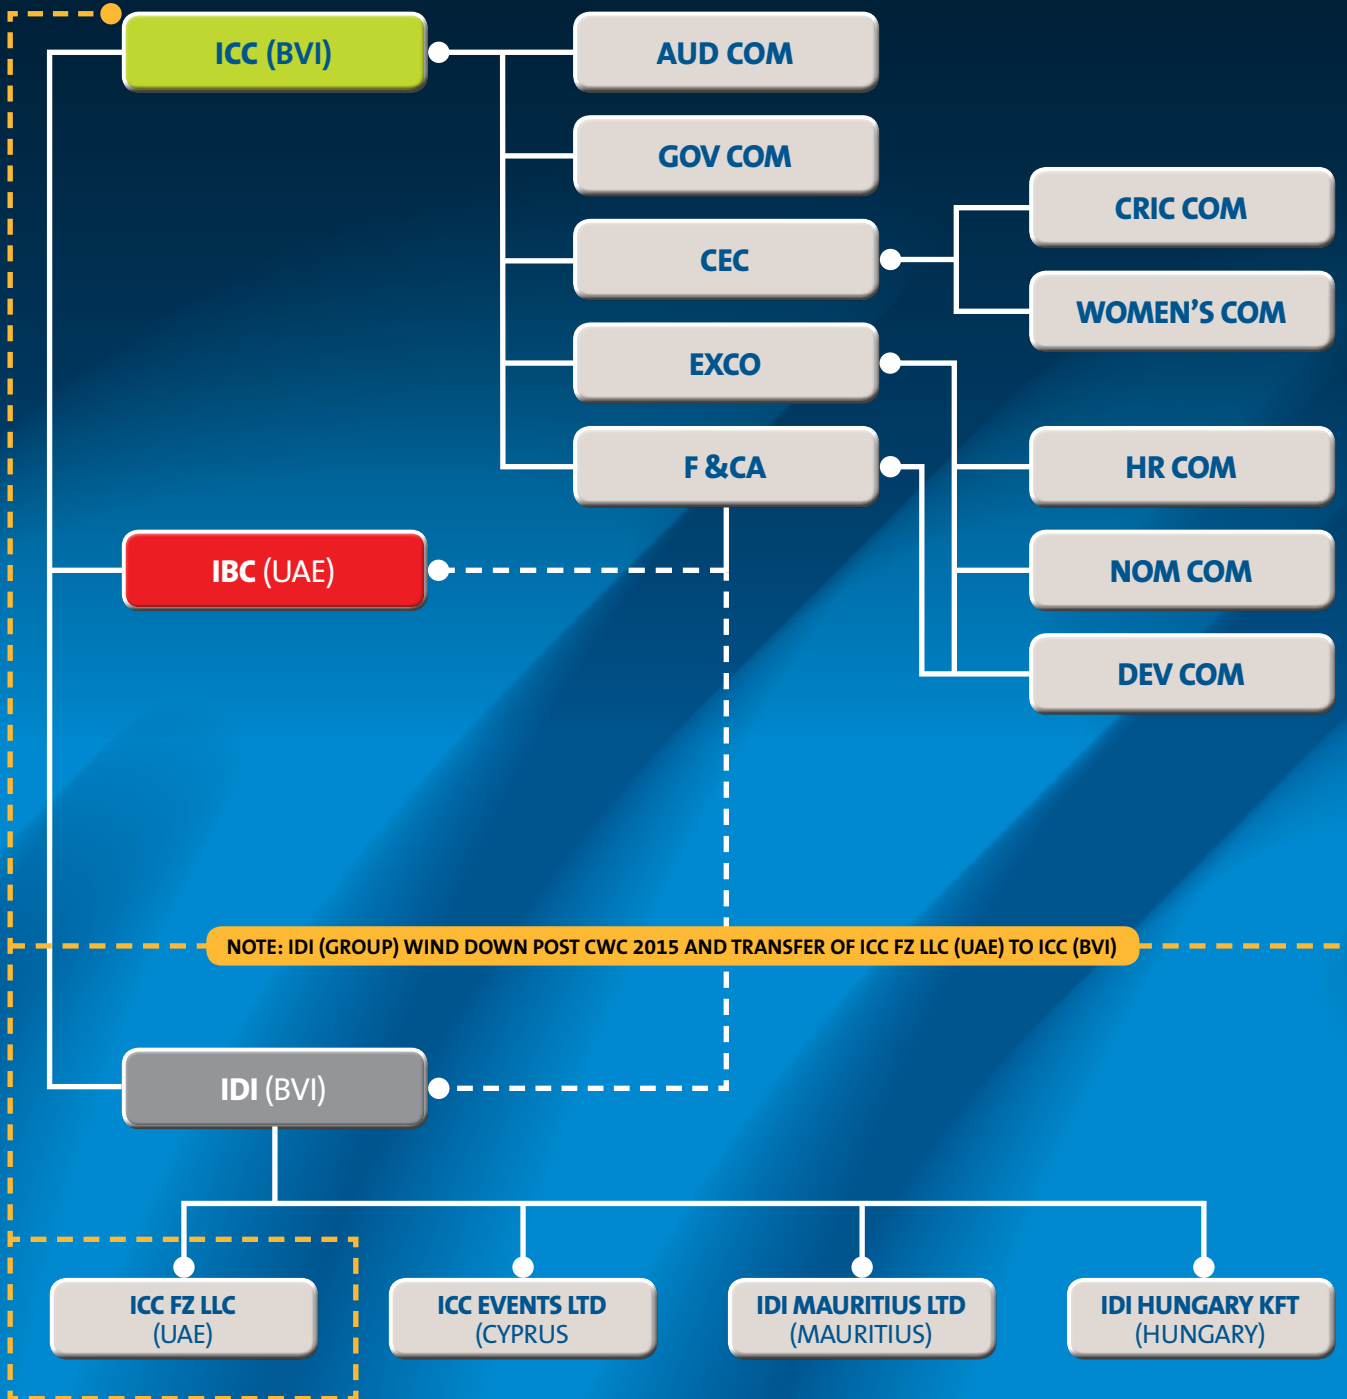 ICC (BVI)
AUD COM
GOV COM
CEC
EXCO
F &CA
CRIC COM
WOMEN’S COM
HR COM
NOM COM
DEV COM
IBC (UAE)
NOTE: IDI (GROUP) WIND DOWN POST CWC 2015 AND TRANSFER OF ICC FZ LLC (UAE) TO ICC (BVI)
IDI (BVI)
ICC FZ LLC
(UAE)
ICC EVENTS LTD
(CYPRUS
IDI MAURITIUS LTD
(MAURITIUS)
IDI HUNGARY KFT
(HUNGARY)